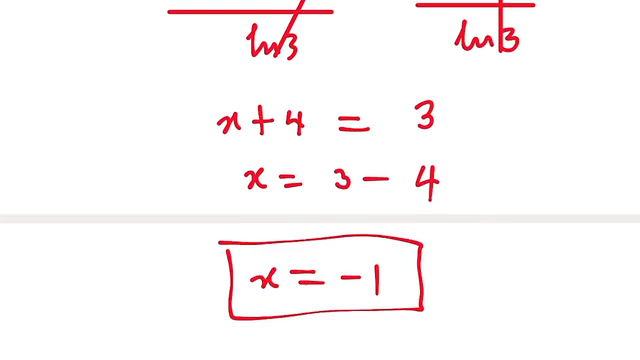 ln3 ln3
x + 4 = 3
x = 3 - 4
x = -1